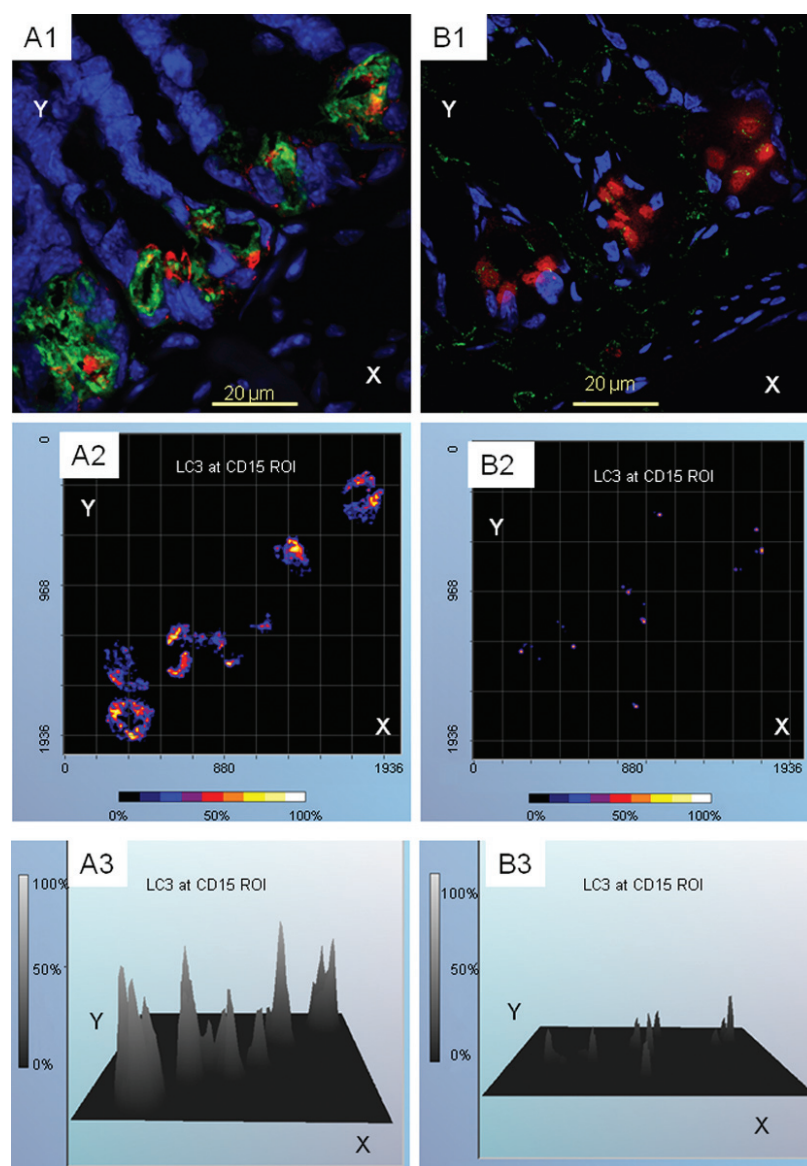 A1
Y
X
20 µm
B1
Y
X
20 µm
A2
LC3 at CD15 ROI
Y
X
0
968
1936
0
880
1936
0%
50%
100%
B2
LC3 at CD15 ROI
Y
X
0
968
1936
0
880
1936
0%
50%
100%
A3
LC3 at CD15 ROI
100%
50%
0%
Y
X
B3
LC3 at CD15 ROI
100%
50%
0%
Y
X